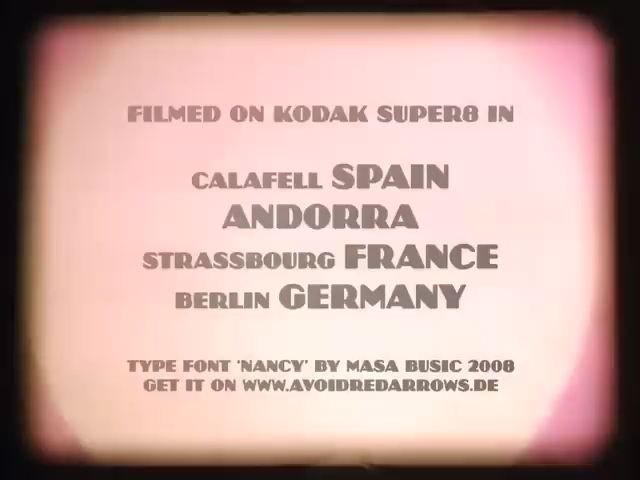 FILMED ON KODAK SUPER8 IN
CALAFELL SPAIN
ANDORRA
STRASSBOURG FRANCE
BERLIN GERMANY
TYPE FONT 'NANCY' BY MASA BUSIC 2008
GET IT ON WWW.AVOIDREDARROWS.DE